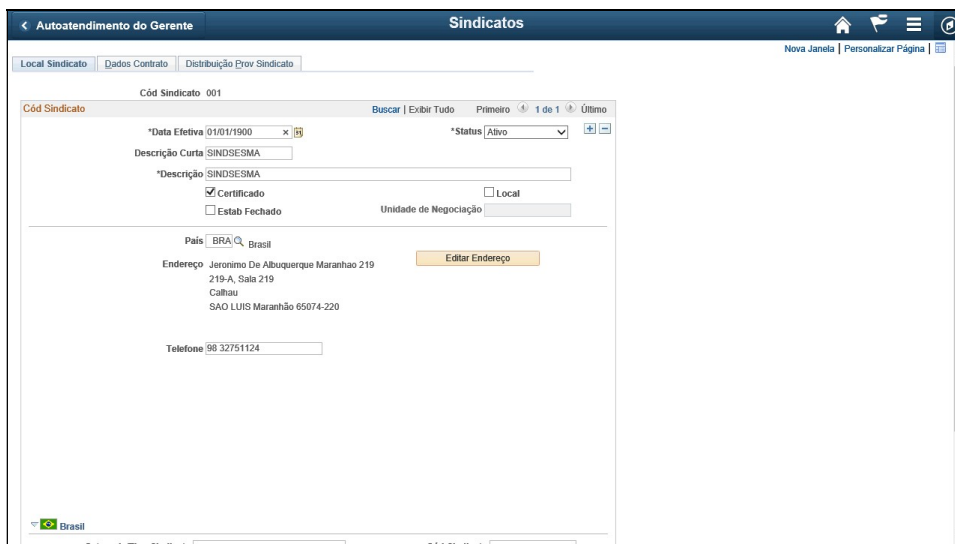 Autoatendimento do Gerente Sindicatos
Nova Janela | Personalizar Página |
Local Sindicato Dados Contrato Distribuição Prov Sindicato
Cód Sindicato 001
Cód Sindicato Buscar | Exibir Tudo Primeiro 1 de 1 Último
*Data Efetiva 01/01/1900 *Status Ativo
Descrição Curta SINDSESMA
*Descrição SINDSESMA
Certificado Local
Estab Fechado Unidade de Negociação
País BRA Brasil
Endereço Jeronimo De Albuquerque Maranhao 219 Editar Endereço
219-A, Sala 219
Calhau
SAO LUIS Maranhão 65074-220
Telefone 98 32751124
Brasil